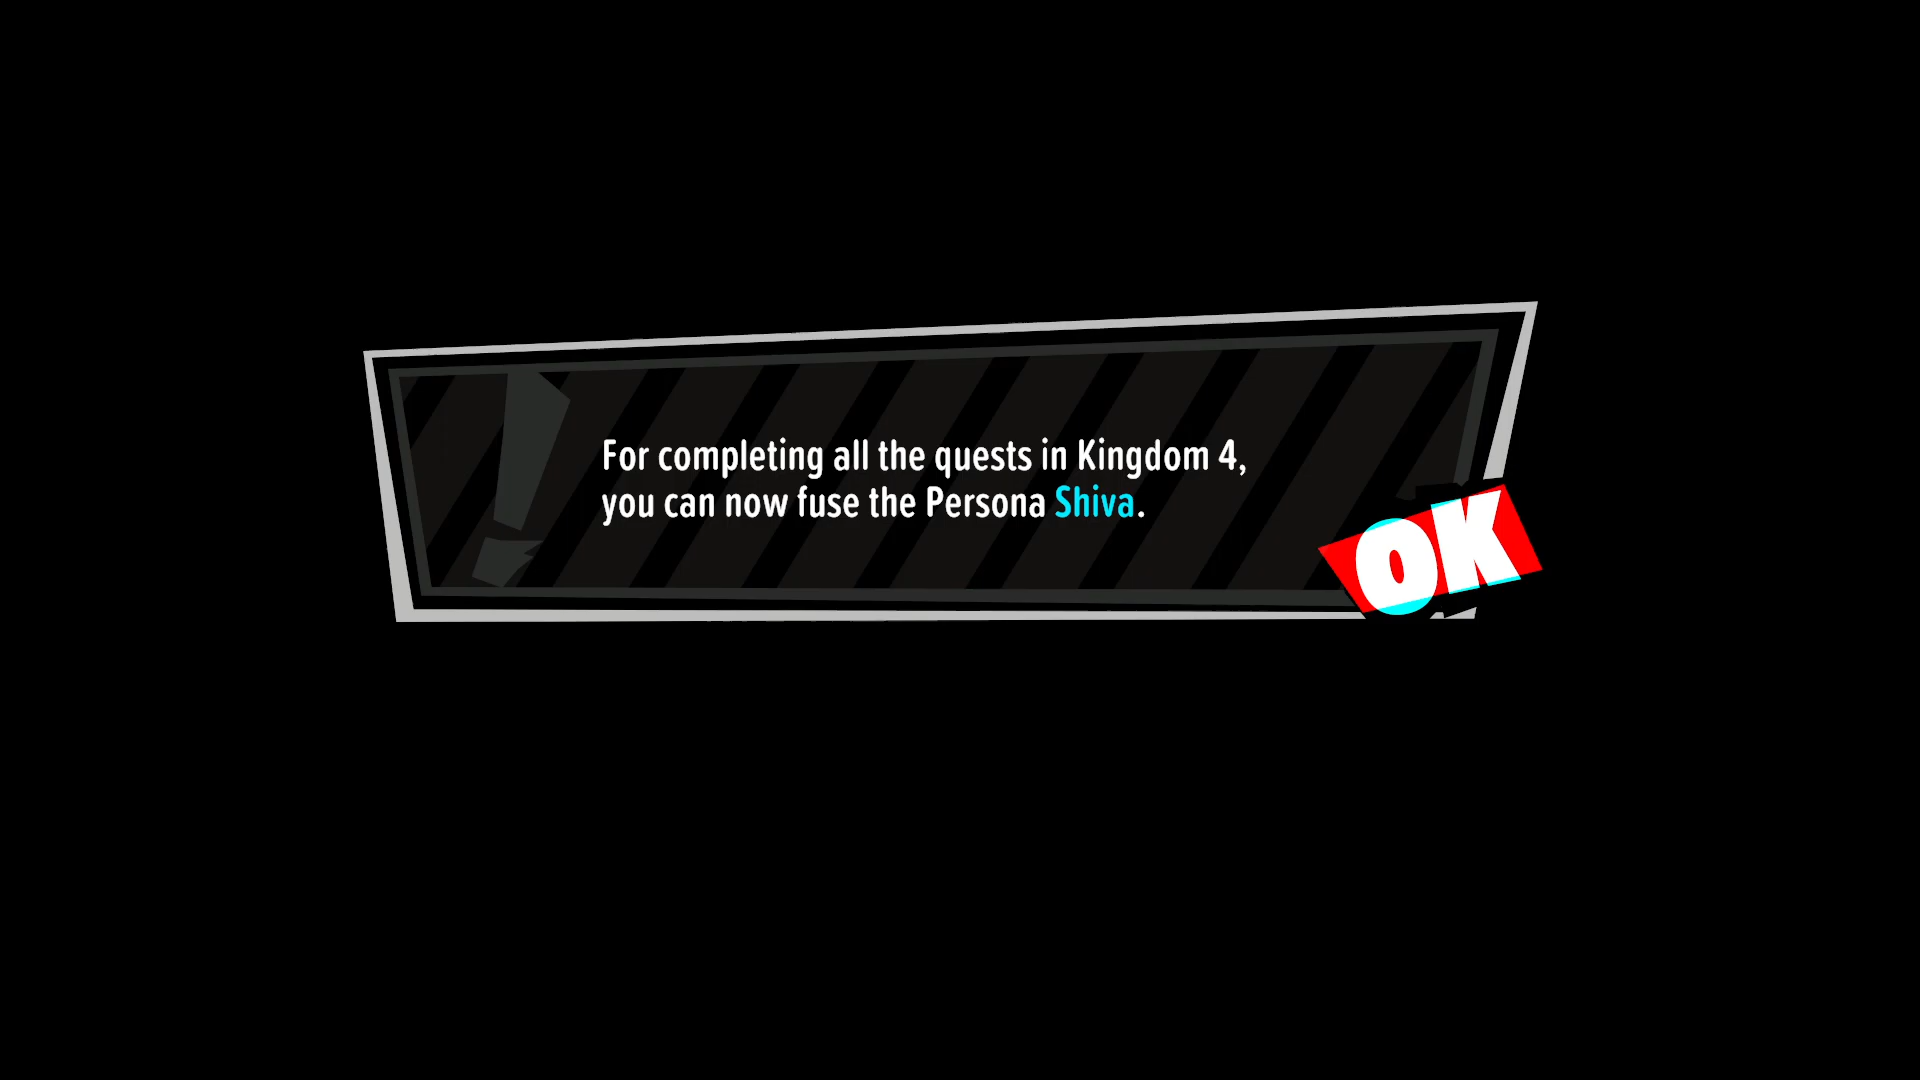 For completing all the quests in Kingdom 4,
you can now fuse the Persona Shiva.
OK